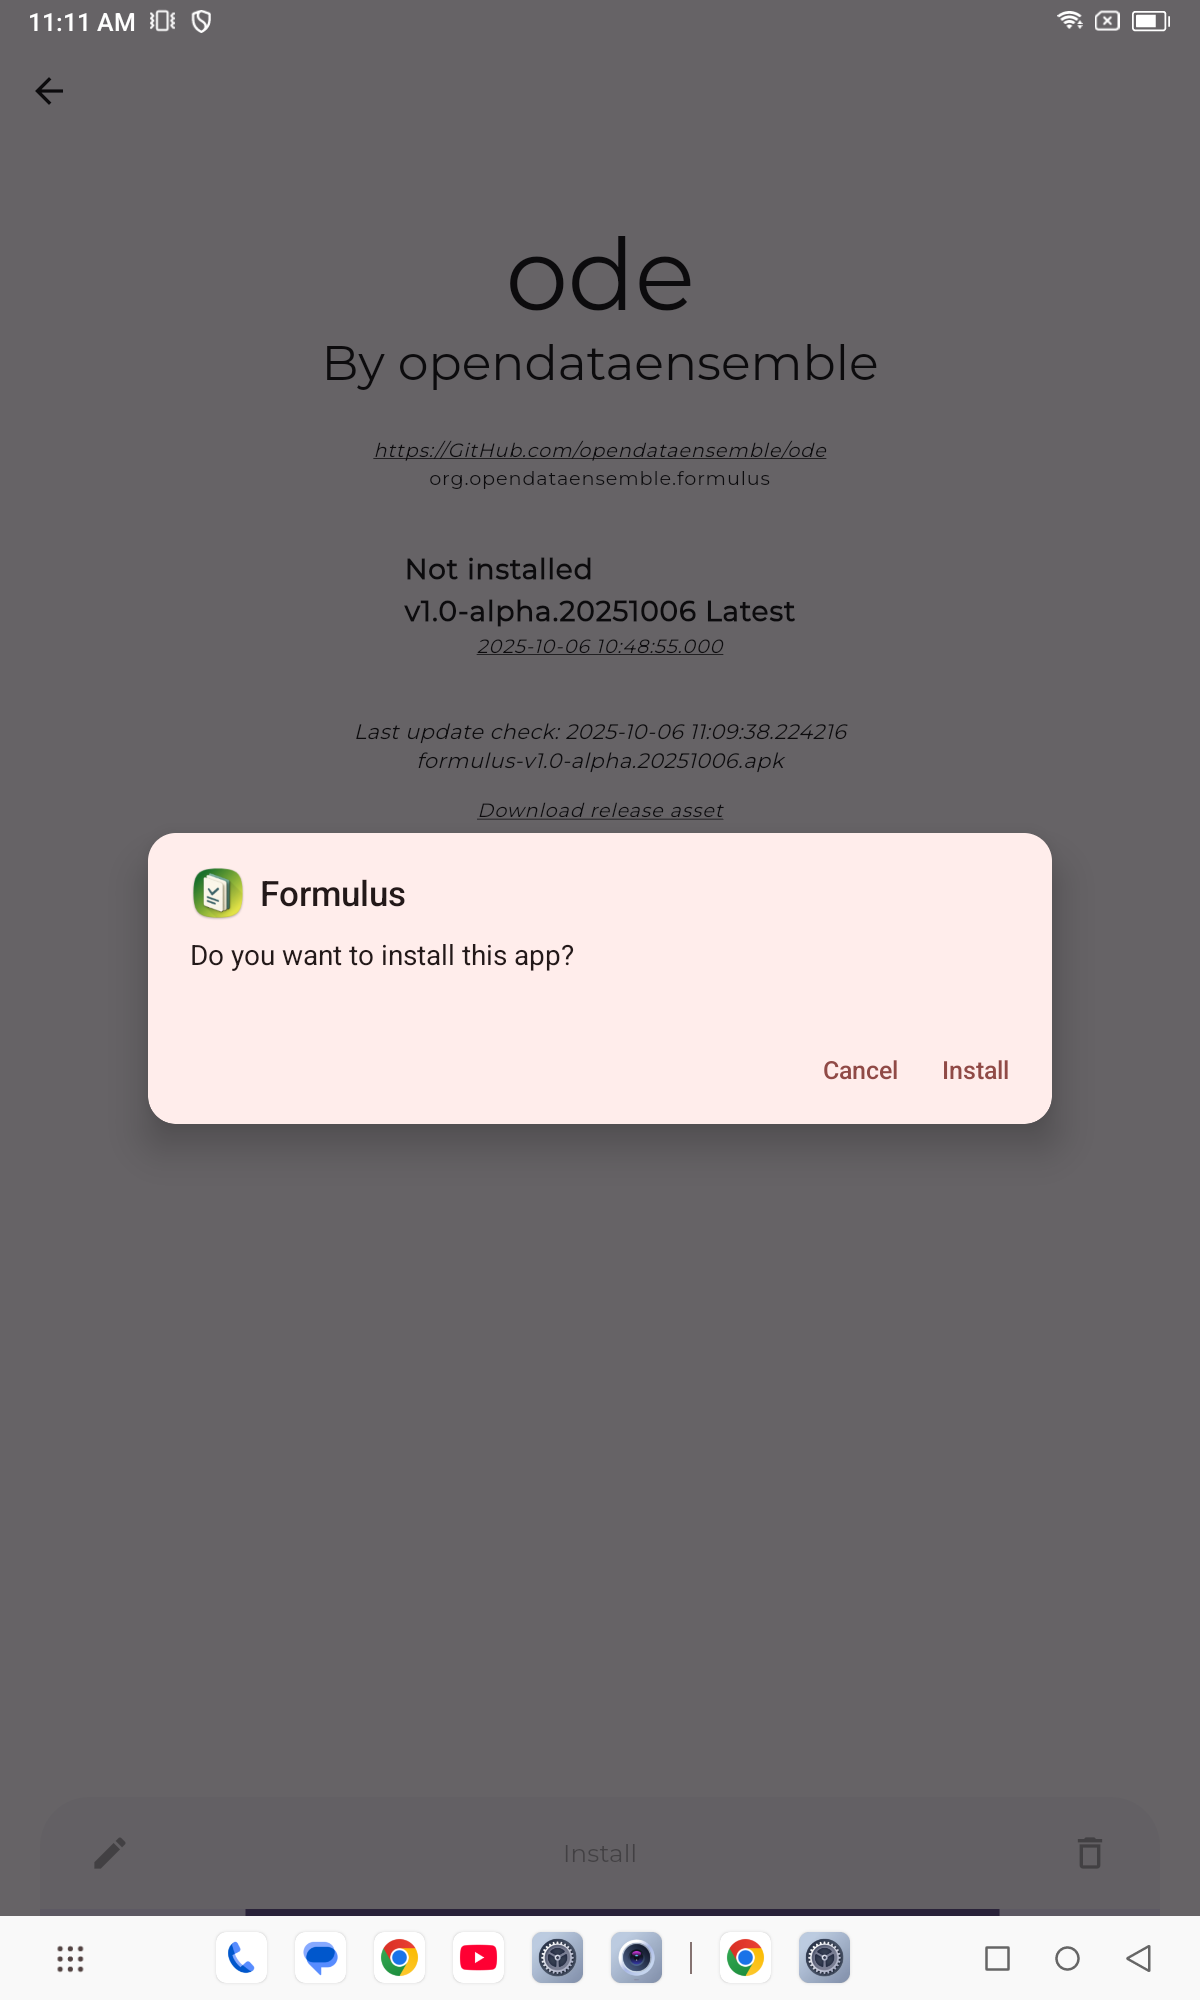 11:11 AM
ode
By opendataensemble
https://GitHub.com/opendataensemble/ode
org.opendataensemble.formulus
Not installed
v1.0-alpha.20251006 Latest
2025-10-06 10:48:55.000
Last update check: 2025-10-06 11:09:38.224216
formulus-v1.0-alpha.20251006.apk
Download release asset
Formulus
Do you want to install this app?
Cancel Install
Install